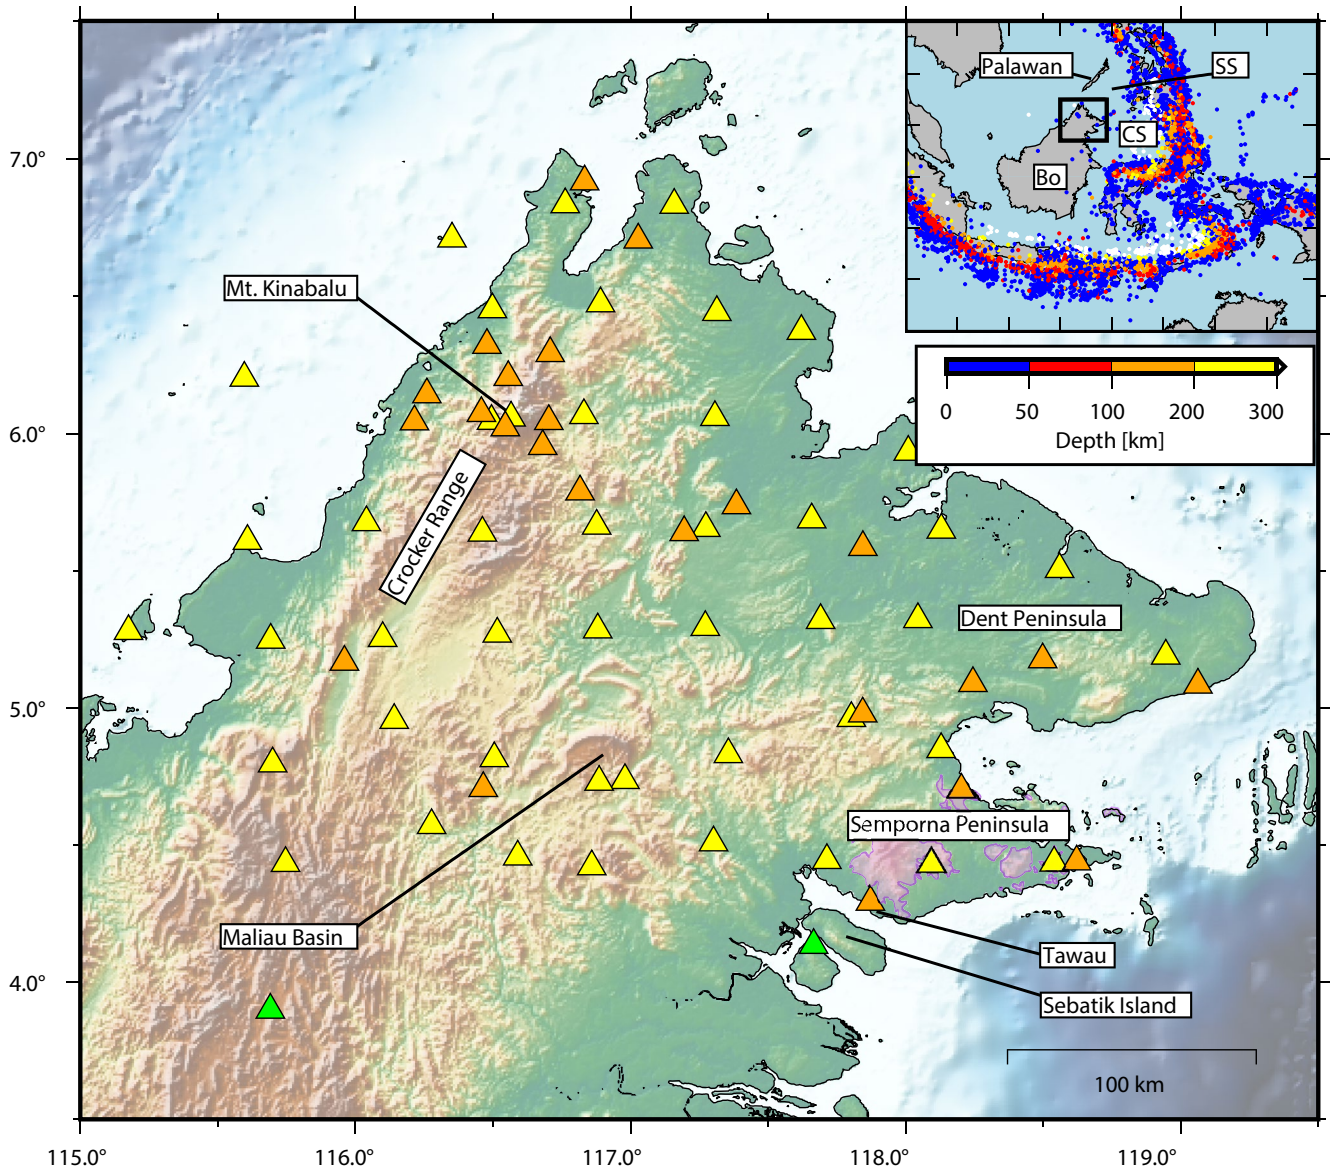 Palawan
SS
CS
Bo
7.0°
Mt. Kinabalu
0 50 100 200 300
Depth [km]
6.0°
Crocker Range
Dent Peninsula
5.0°
Semporna Peninsula
Maliau Basin
Tawau
4.0°
Sebatik Island
100 km
115.0° 116.0° 117.0° 118.0° 119.0°